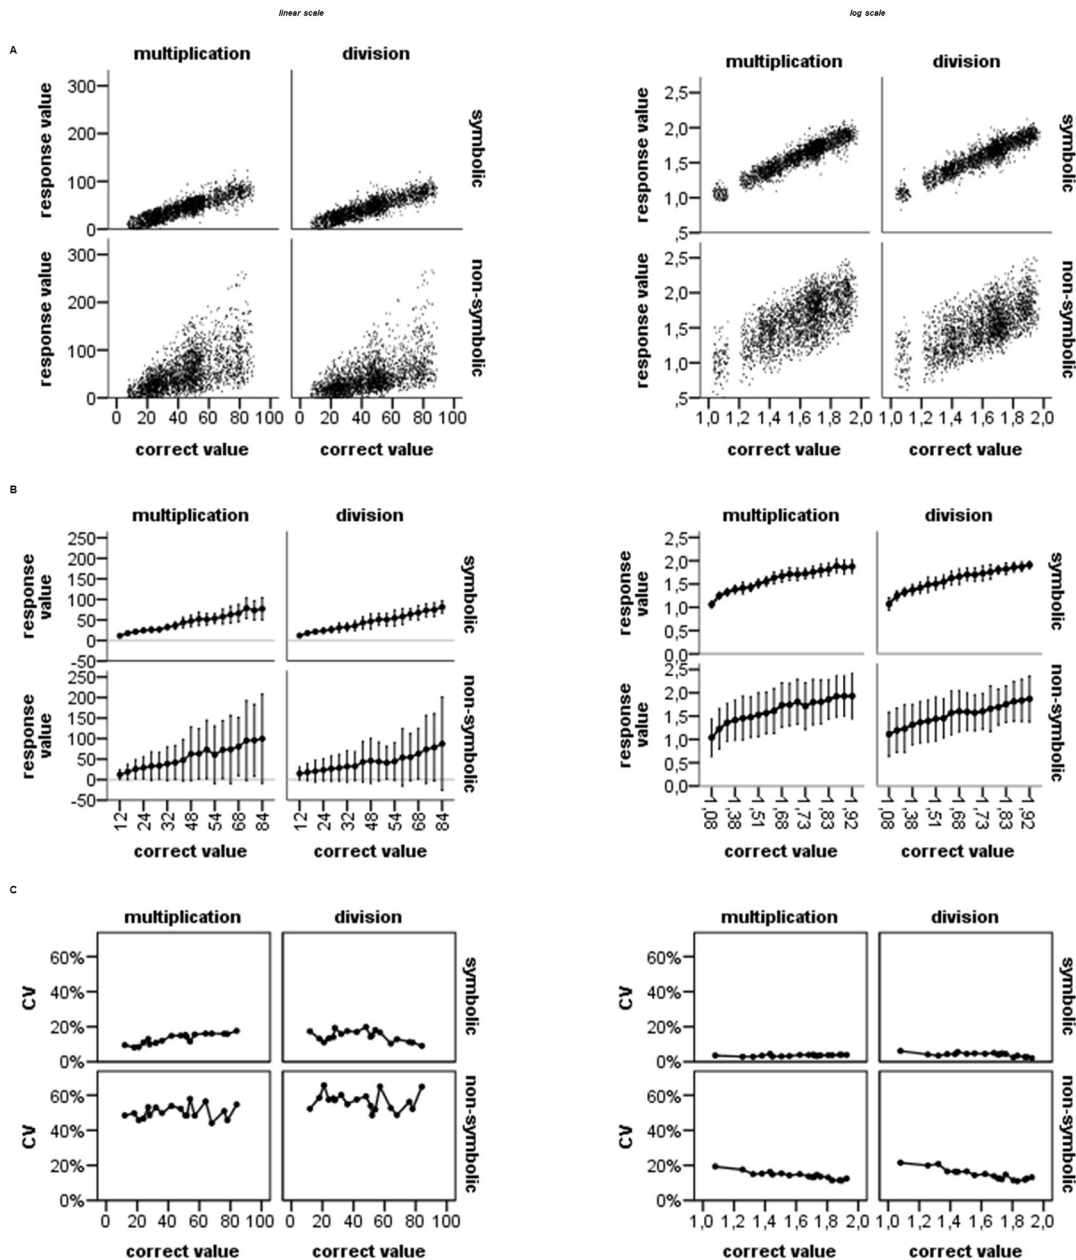 linear scale
log scale
A
multiplication division
response value
300
200
100
0
symbolic
response value
300
200
100
0
non-symbolic
0 20 40 60 80 100 0 20 40 60 80 100
correct value correct value
multiplication division
response value
2,5
2,0
1,5
1,0
,5
symbolic
response value
2,5
2,0
1,5
1,0
,5
non-symbolic
1,0 1,2 1,4 1,6 1,8 2,0 1,0 1,2 1,4 1,6 1,8 2,0
correct value correct value
B
multiplication division
response
value
250
200
150
100
50
0
-50
symbolic
response
value
250
200
150
100
50
0
-50
non-symbolic
12 24 32 48 54 68 84 12 24 32 48 54 68 84
correct value correct value
multiplication division
response
value
2,5
2,0
1,5
1,0
0,5
0,0
symbolic
response
value
2,5
2,0
1,5
1,0
0,5
0,0
non-symbolic
1,08 1,38 1,51 1,68 1,73 1,83 1,92 1,08 1,38 1,51 1,68 1,73 1,83 1,92
correct value correct value
C
multiplication division
CV
60%
40%
20%
0%
symbolic
CV
60%
40%
20%
0%
non-symbolic
0 20 40 60 80 100 0 20 40 60 80 100
correct value correct value
multiplication division
CV
60%
40%
20%
0%
symbolic
CV
60%
40%
20%
0%
non-symbolic
1,0 1,2 1,4 1,6 1,8 2,0 1,0 1,2 1,4 1,6 1,8 2,0
correct value correct value